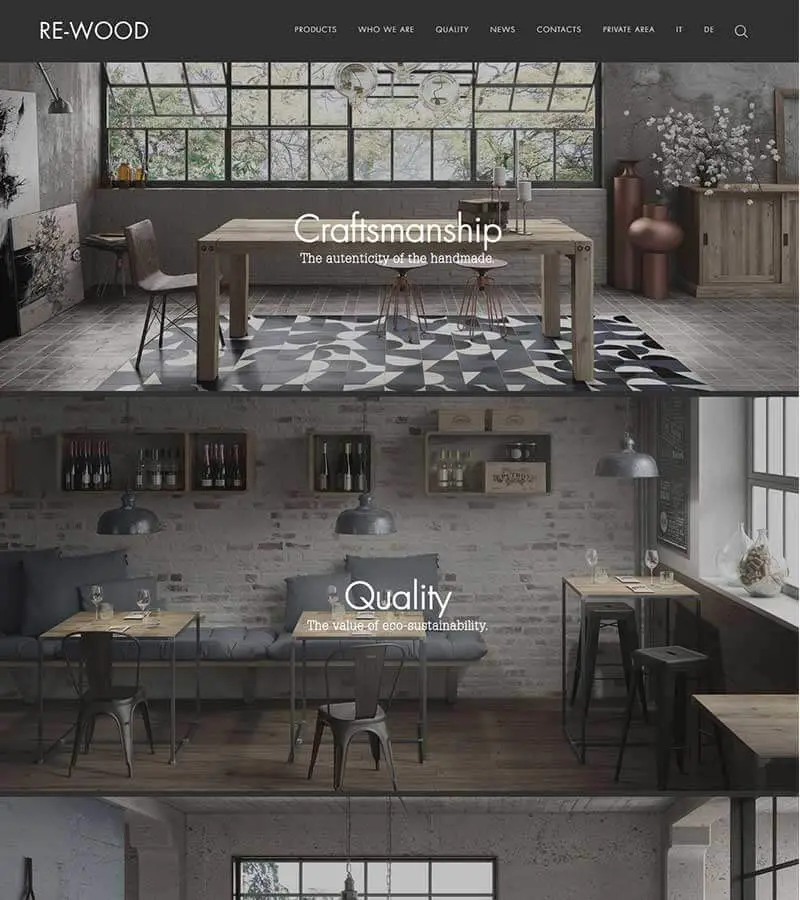 RE-WOOD
PRODUCTS WHO WE ARE QUALITY NEWS CONTACTS PRIVATE AREA IT DE
Craftsmanship
The autenticity of the handmade.
Quality
The value of eco-sustainability.